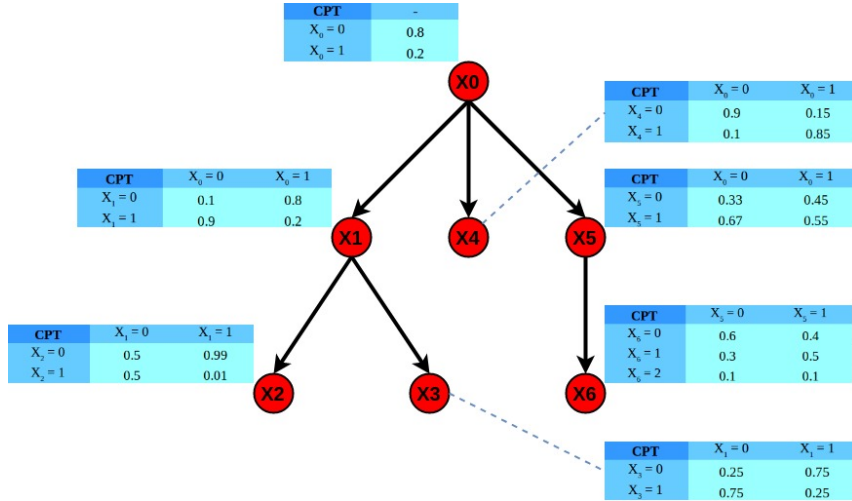 CPT -
X₀ = 0 0.8
X₀ = 1 0.2
X0
CPT X₀ = 0 X₀ = 1
X₄ = 0 0.9 0.15
X₄ = 1 0.1 0.85
CPT X₀ = 0 X₀ = 1
X₁ = 0 0.1 0.8
X₁ = 1 0.9 0.2
CPT X₀ = 0 X₀ = 1
X₅ = 0 0.33 0.45
X₅ = 1 0.67 0.55
X1 X4 X5
CPT X₁ = 0 X₁ = 1
X₂ = 0 0.5 0.99
X₂ = 1 0.5 0.01
CPT X₅ = 0 X₅ = 1
X₆ = 0 0.6 0.4
X₆ = 1 0.3 0.5
X₆ = 2 0.1 0.1
X2 X3 X6
CPT X₁ = 0 X₁ = 1
X₃ = 0 0.25 0.75
X₃ = 1 0.75 0.25